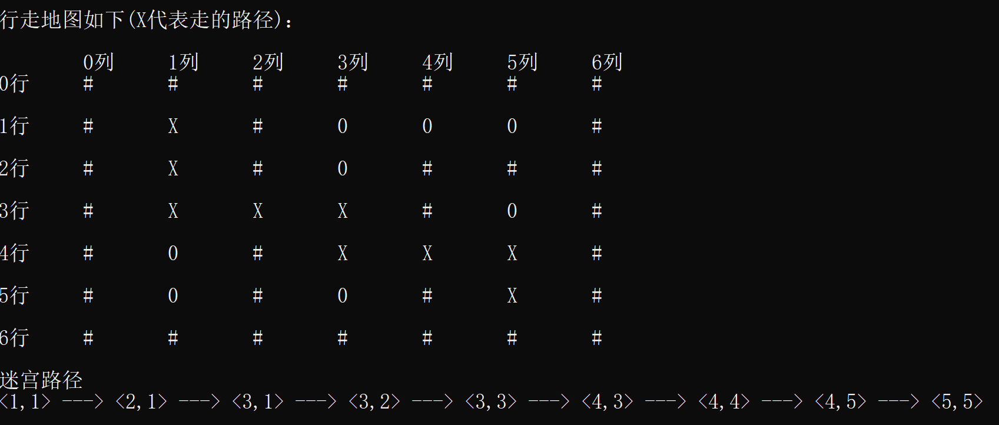 行走地图如下(X代表走的路径)：
0列 1列 2列 3列 4列 5列 6列
0行 # # # # # # #
1行 # X # 0 0 0 #
2行 # X # 0 # # #
3行 # X X X # 0 #
4行 # 0 # X X X #
5行 # 0 # 0 # X #
6行 # # # # # # #
迷宫路径
<1,1> ---> <2,1> ---> <3,1> ---> <3,2> ---> <3,3> ---> <4,3> ---> <4,4> ---> <4,5> ---> <5,5>